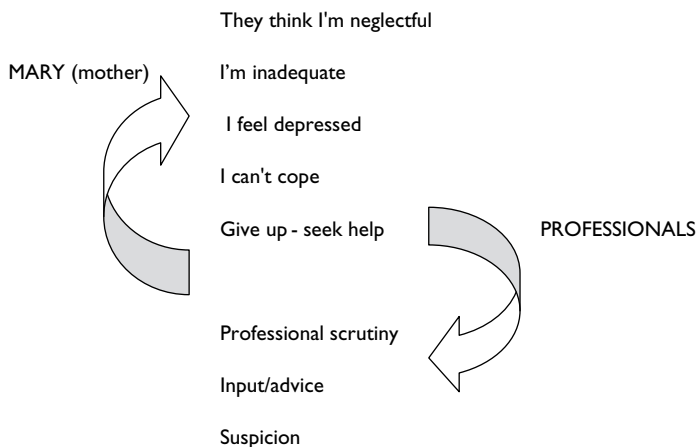 They think I'm neglectful
MARY (mother)
I'm inadequate
I feel depressed
I can't cope
Give up - seek help
PROFESSIONALS
Professional scrutiny
Input/advice
Suspicion